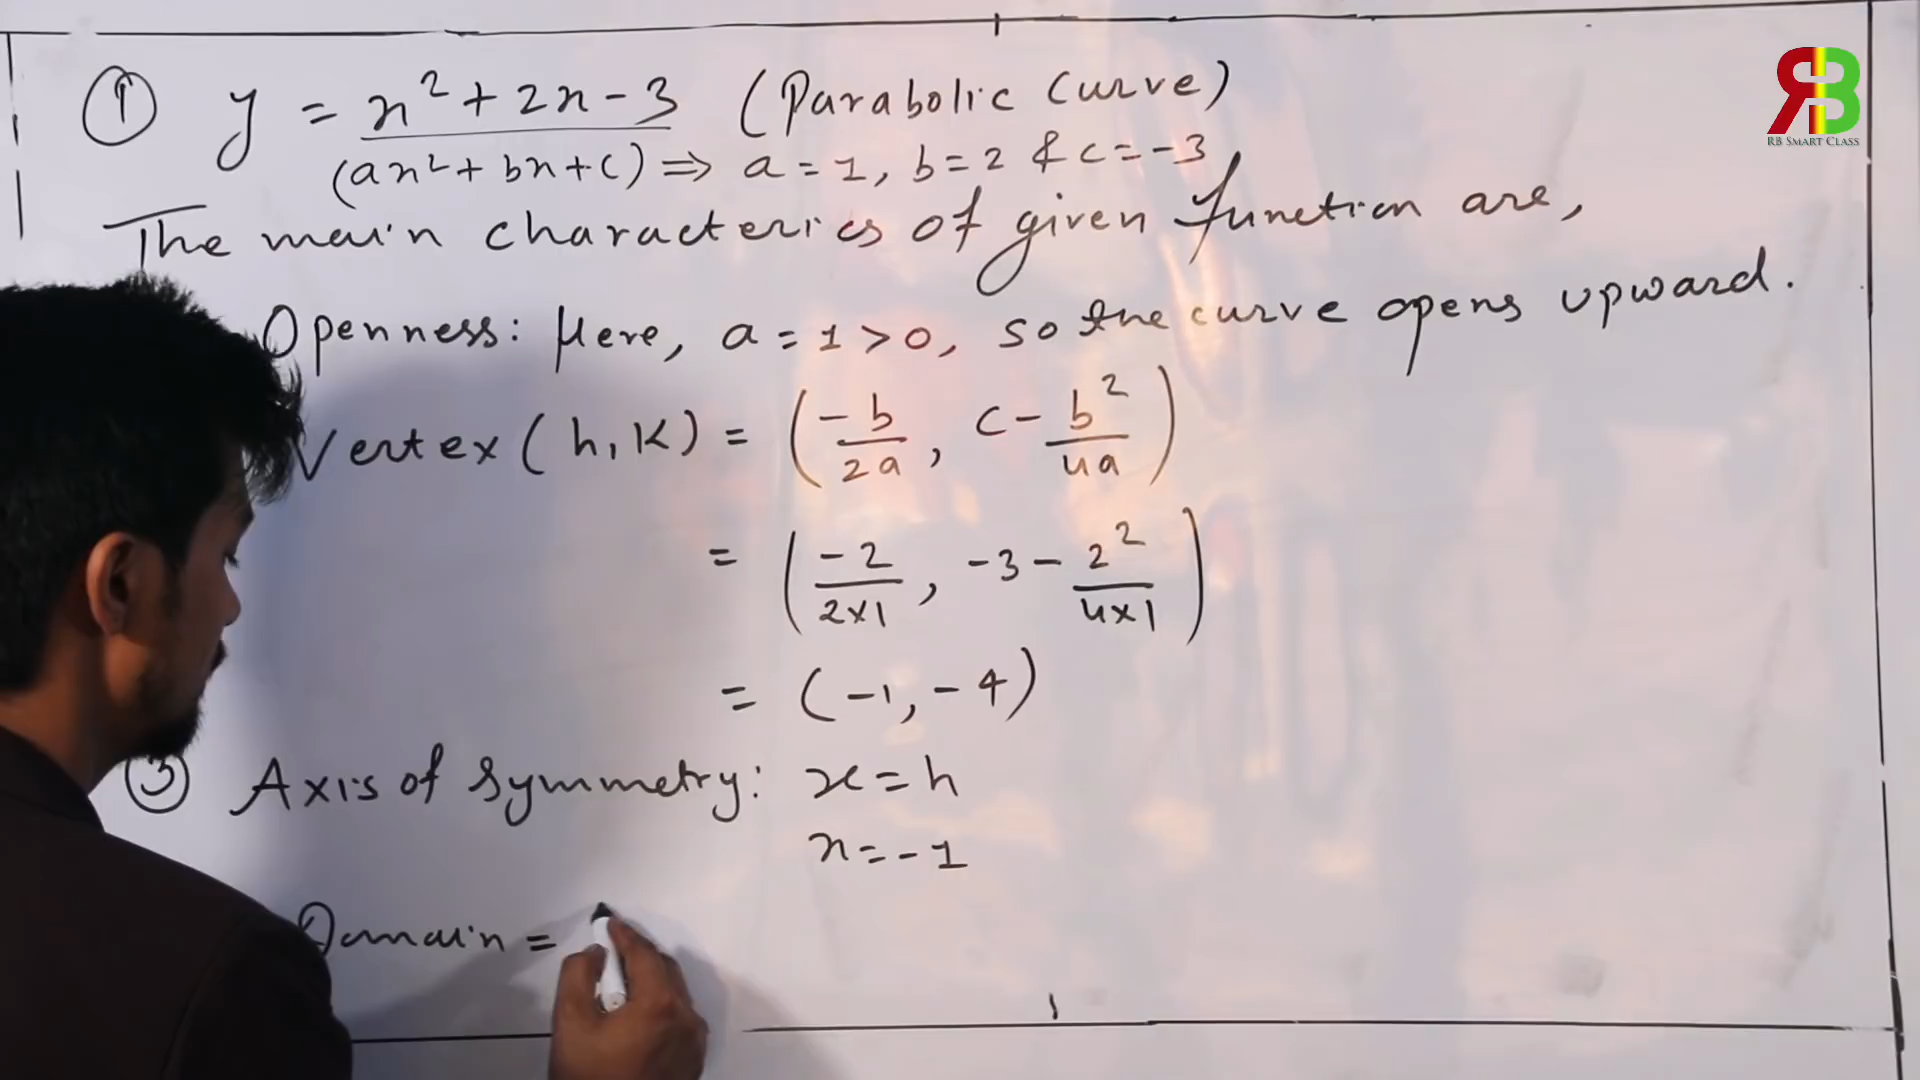 ① y = x² + 2x - 3 (Parabolic Curve)
(ax² + bx + c) ⇒ a = 1, b = 2 & c = -3
The main characterics of given function are,
Openness: Here, a = 1 > 0, so the curve opens upward.
Vertex (h, k) = (-b/2a, c - b²/4a)
= (-2/2×1, -3 - 2²/4×1)
= (-1, -4)
③ Axis of symmetry: x = h
x = -1
Domain =
RB
RB SMART CLASS